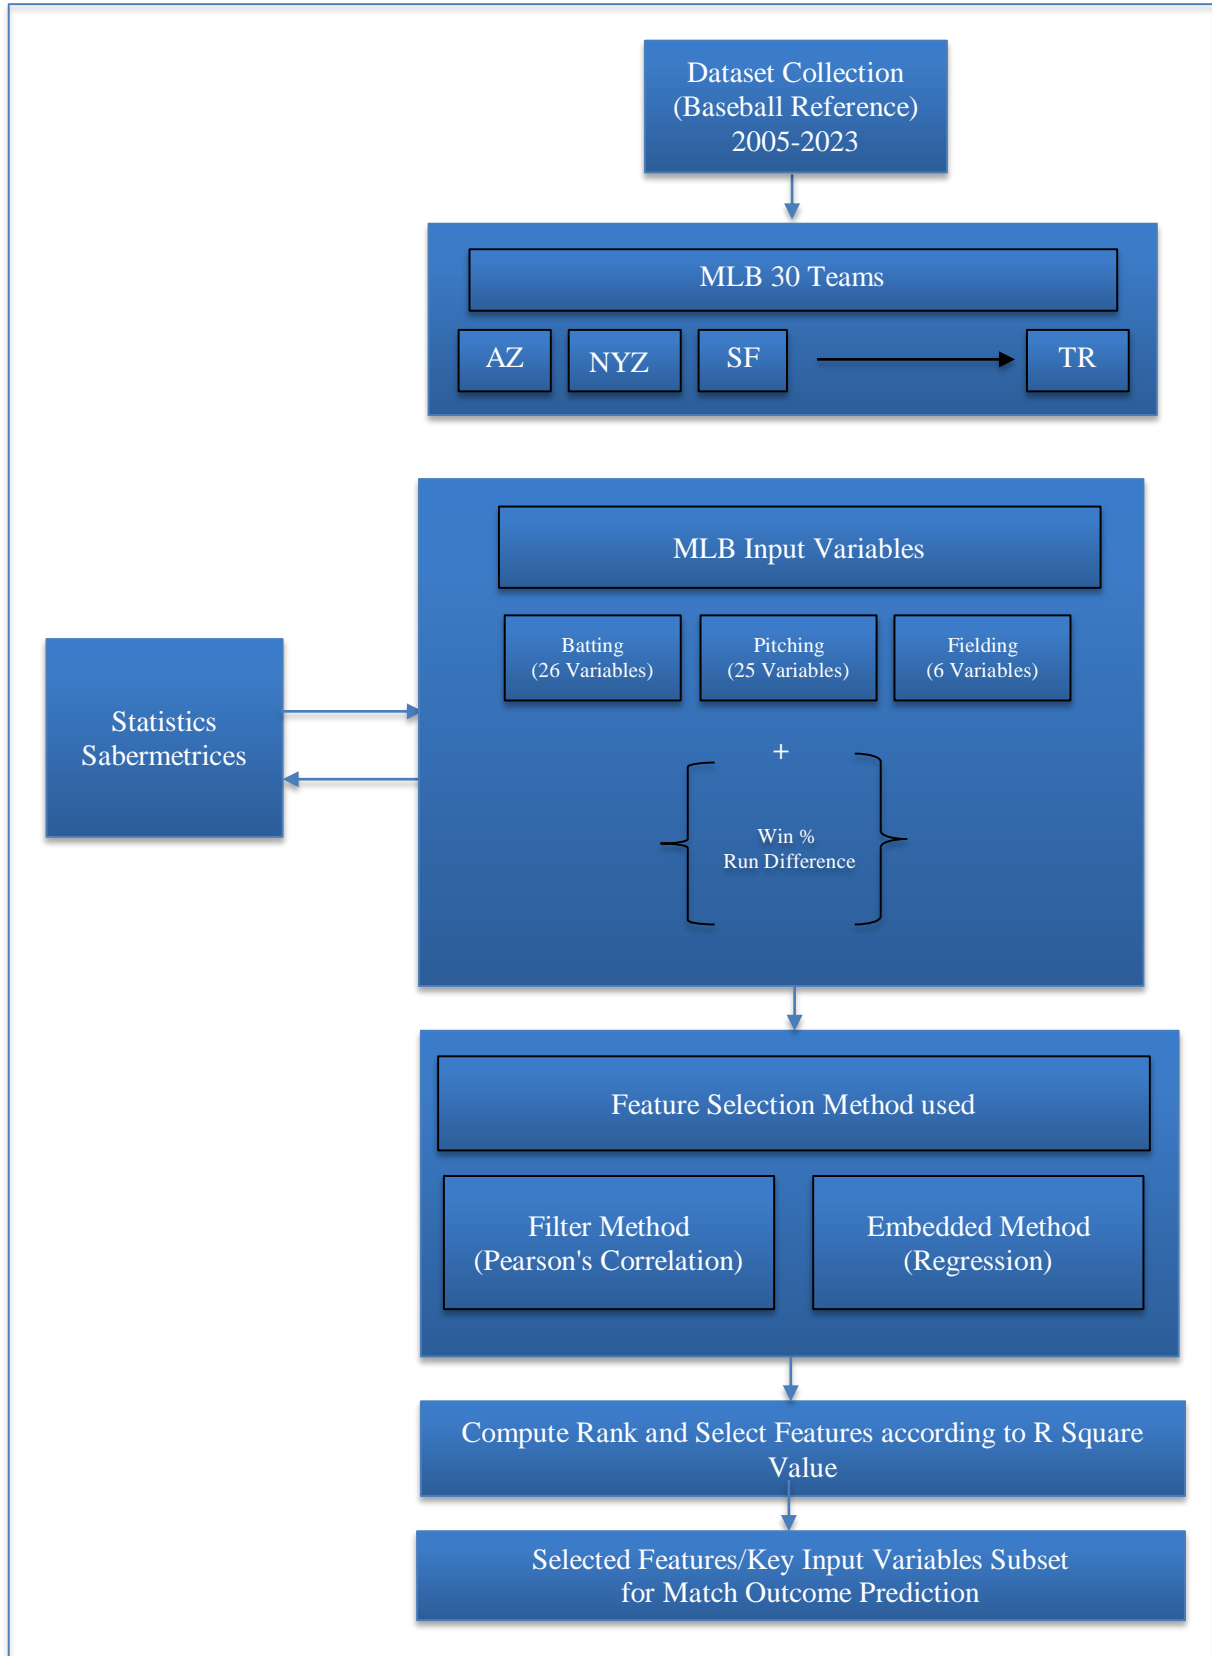 Dataset Collection
(Baseball Reference)
2005-2023
MLB 30 Teams
AZ
NYZ
SF
TR
MLB Input Variables
Batting
(26 Variables)
Pitching
(25 Variables)
Fielding
(6 Variables)
Statistics
Sabermetrices
+
Win %
Run Difference
Feature Selection Method used
Filter Method
(Pearson's Correlation)
Embedded Method
(Regression)
Compute Rank and Select Features according to R Square
Value
Selected Features/Key Input Variables Subset
for Match Outcome Prediction